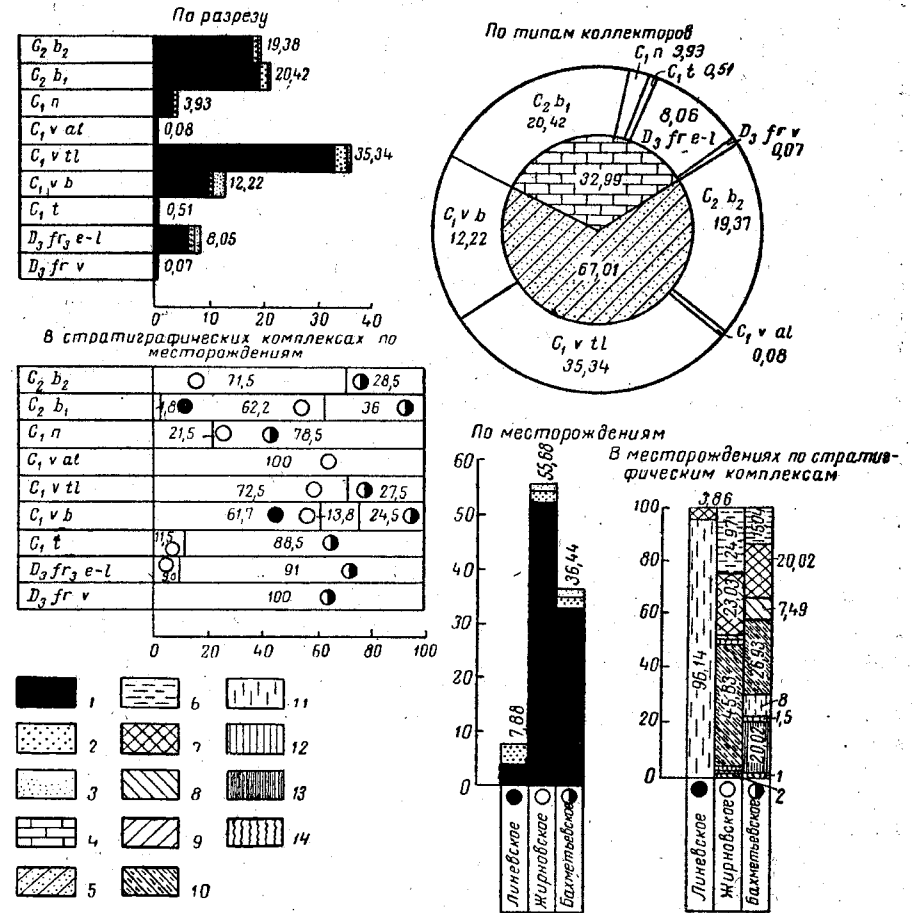 По разрезу
C₂ b₂ 19,38
C₂ b₁ 20,42
C₁ n 3,93
C₁ v al 0,08
C₁ v tl 35,34
C₁ v b 12,22
C₁ t 0,51
D₃ fr₃ e-l 8,05
D₃ fr v 0,07
0 10 20 30 40
По типам коллекторов
C₁ n 3,93
C₁ t 0,51
8,06
D₃ fr e-l
D₃ fr v
0,07
C₂ b₁
20,42
32,99
C₂ b₂
19,37
C₁ v b
12,22
67,01
C₁ v al
0,08
C₁ v tl
35,34
В стратиграфических комплексах по
месторождениям
C₂ b₂ 71,5 28,5
C₂ b₁ 1,8 62,2 36
C₁ n 21,5 78,5
C₁ v al 100
C₁ v tl 72,5 27,5
C₁ v b 61,7 13,8 24,5
C₁ t 11,5 88,5
D₃ fr₃ e-l 9,0 91
D₃ fr v 100
0 20 40 60 80 100
По месторождениям
60
50
40
30
20
10
0
7,88
55,68
36,44
Линевское
Жирновское
Бахметьевское
В месторождениях по страти-
фическим комплексам
100
80
60
40
20
0
3,86
96,14
24,97
23,03
45,63
15,04
20,02
7,49
26,93
8
1,5
20,02
1
2
Линевское
Жирновское
Бахметьевское
1 6 11
2 7 12
3 8 13
4 9 14
5 10